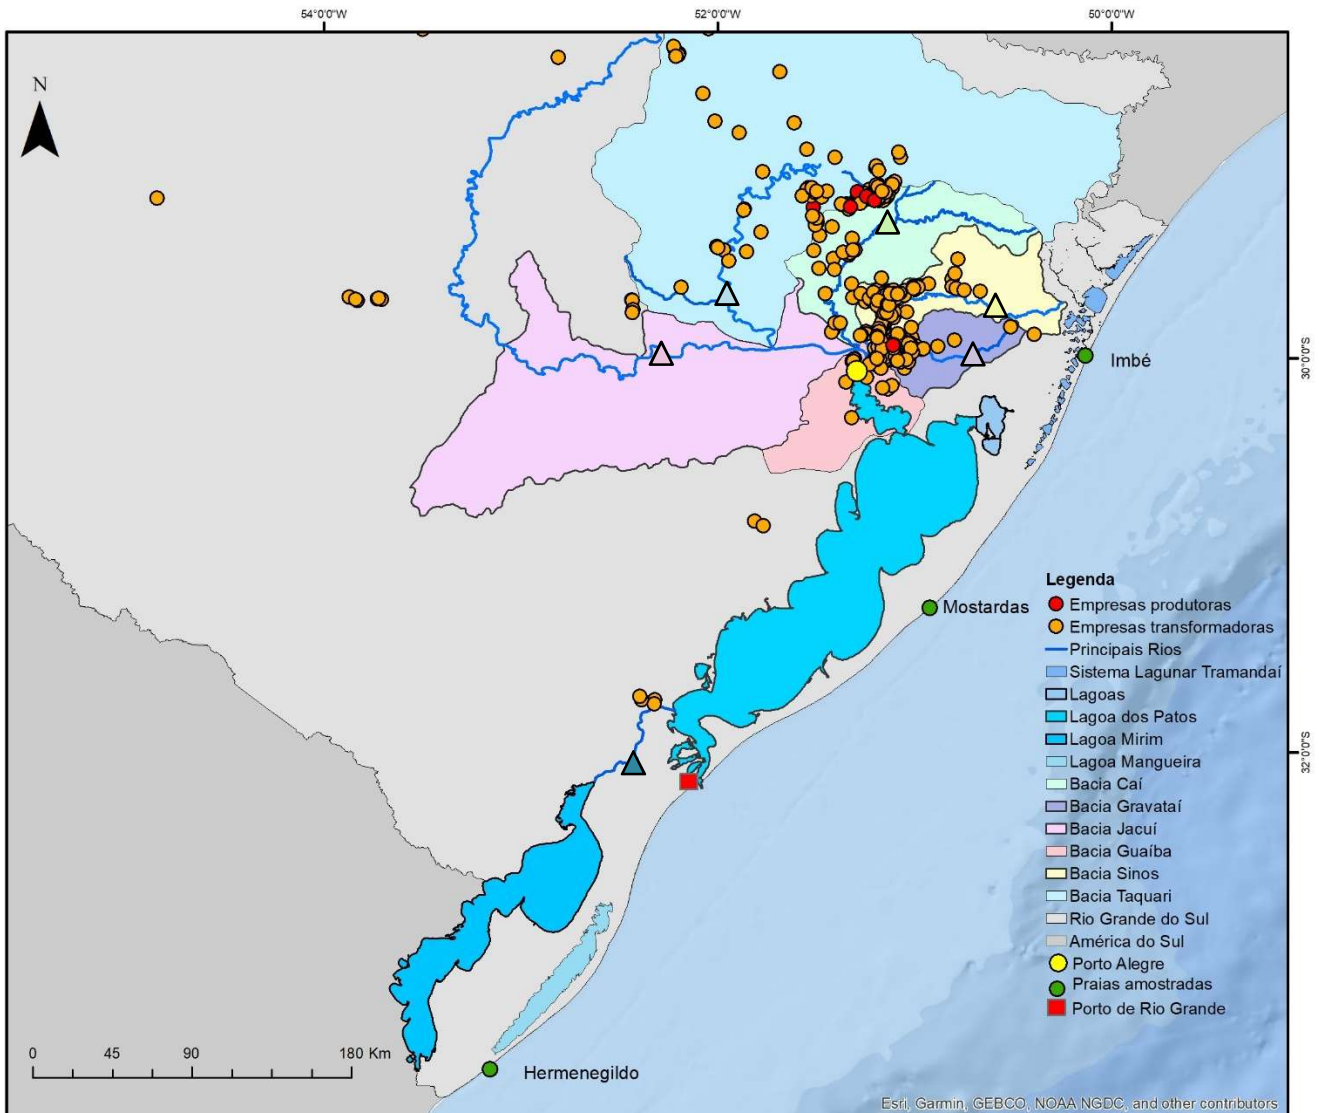 54°0'0"W
52°0'0"W
50°0'0"W
N
30°0'0"S
Imbé
Mostardas
32°0'0"S
Legenda
Empresas produtoras
Empresas transformadoras
Principais Rios
Sistema Lagunar Tramandaí
Lagoas
Lagoa dos Patos
Lagoa Mirim
Lagoa Mangueira
Bacia Caí
Bacia Gravataí
Bacia Jacuí
Bacia Guaíba
Bacia Sinos
Bacia Taquari
Rio Grande do Sul
América do Sul
Porto Alegre
Praias amostradas
Porto de Rio Grande
0 45 90 180 Km
Hermenegildo
Esri, Garmin, GEBCO, NOAA NGDC, and other contributors